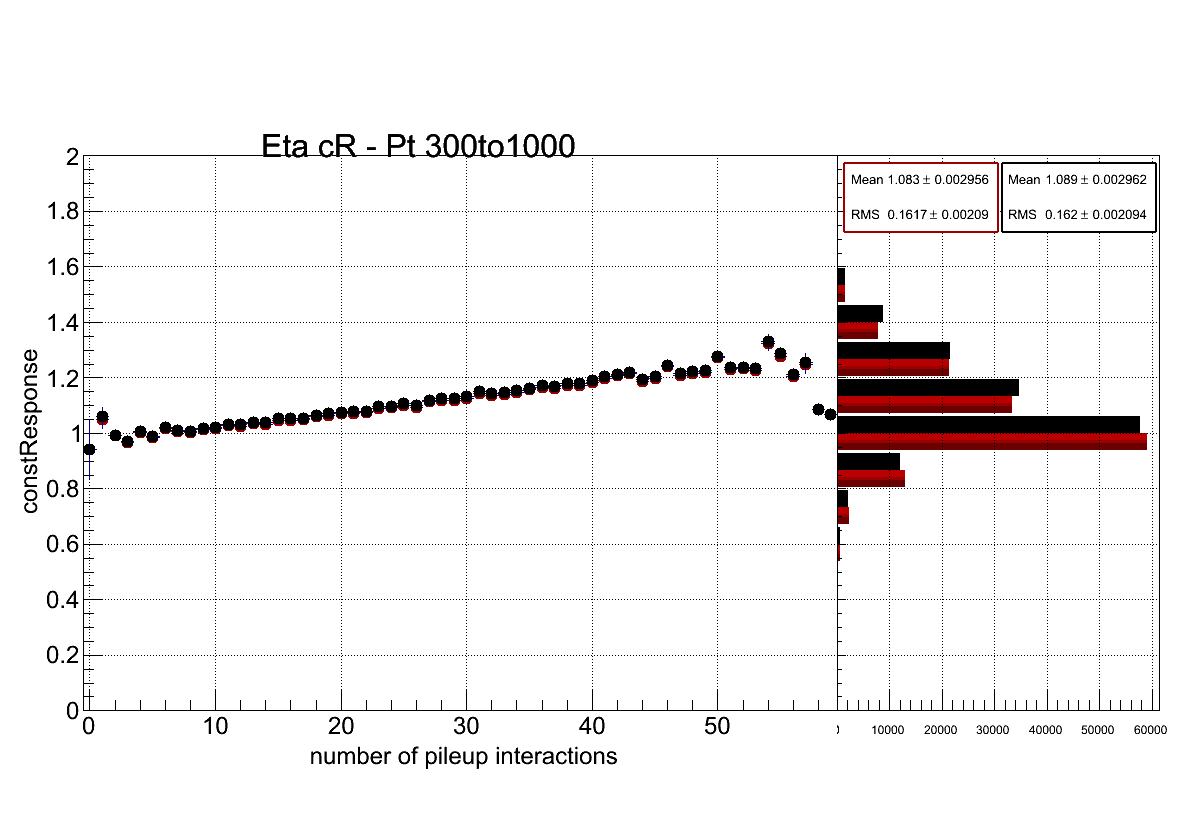 Eta cR - Pt 300to1000
constResponse
2
1.8
1.6
1.4
1.2
1
0.8
0.6
0.4
0.2
0
0 10 20 30 40 50
number of pileup interactions
Mean 1.083 ± 0.002956
RMS 0.1617 ± 0.00209
Mean 1.089 ± 0.002962
RMS 0.162 ± 0.002094
10000 20000 30000 40000 50000 60000